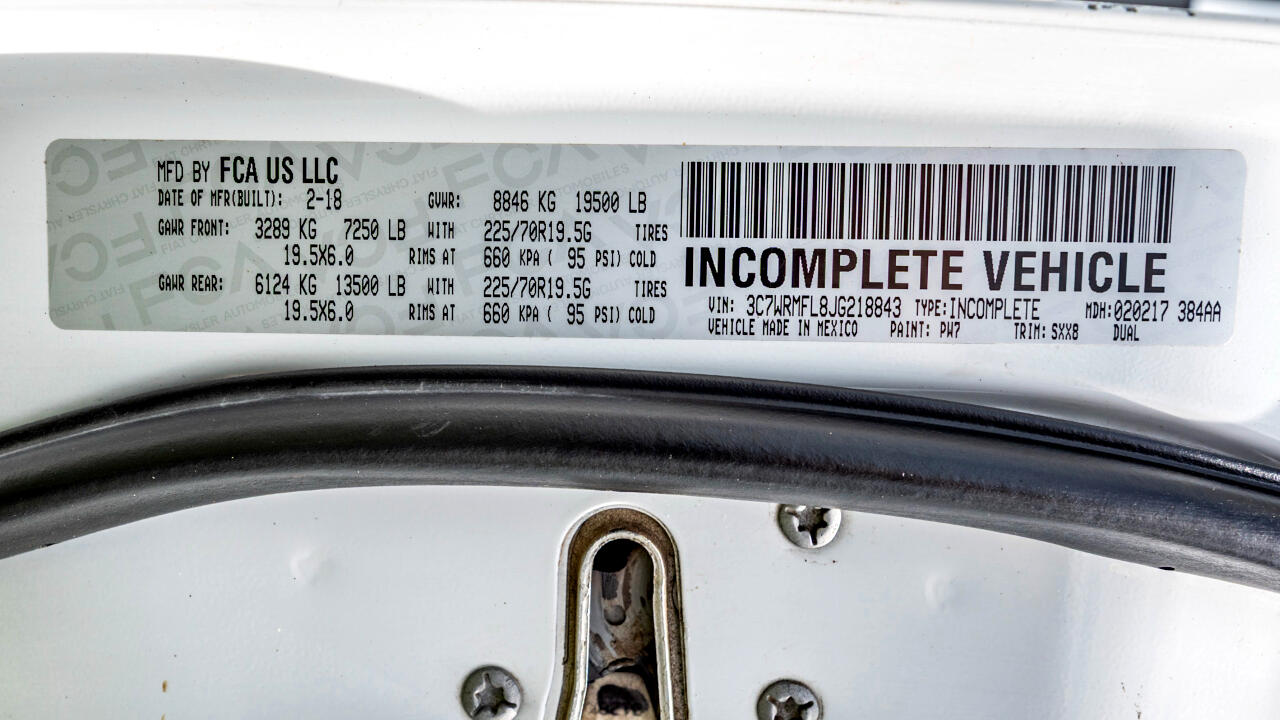 MFD BY FCA US LLC
DATE OF MFR(BUILT): 2-18 GVWR: 8846 KG 19500 LB
GAWR FRONT: 3289 KG 7250 LB WITH 225/70R19.5G TIRES
19.5X6.0 RIMS AT 660 KPA ( 95 PSI) COLD
GAWR REAR: 6124 KG 13500 LB WITH 225/70R19.5G TIRES
19.5X6.0 RIMS AT 660 KPA ( 95 PSI) COLD
INCOMPLETE VEHICLE
VIN: 3C7WRMFL8JG218843 TYPE:INCOMPLETE MDH:020217 384AA
VEHICLE MADE IN MEXICO PAINT: PW7 TRIM: SXX8 DUAL